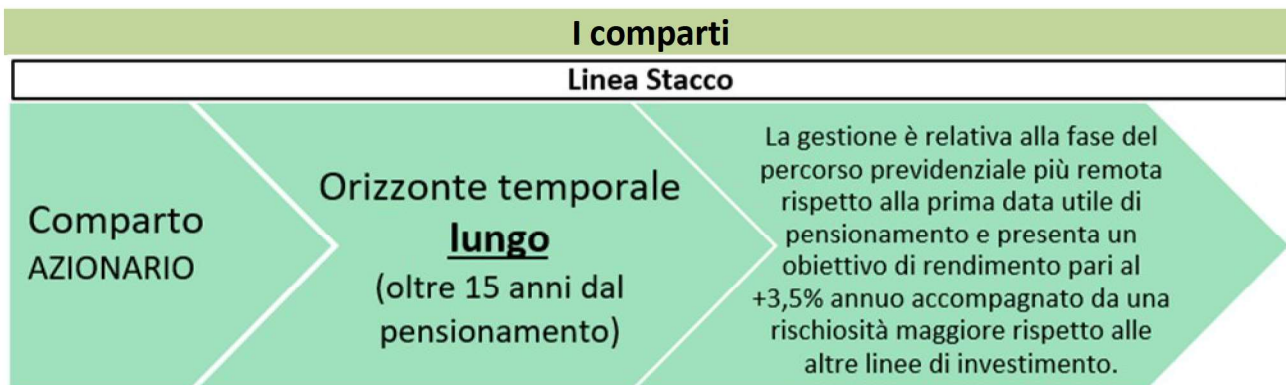 I comparti
Linea Stacco
Comparto
AZIONARIO
Orizzonte temporale
lungo
(oltre 15 anni dal
pensionamento)
La gestione è relativa alla fase del
percorso previdenziale più remota
rispetto alla prima data utile di
pensionamento e presenta un
obiettivo di rendimento pari al
+3,5% annuo accompagnato da una
rischiosità maggiore rispetto alle
altre linee di investimento.